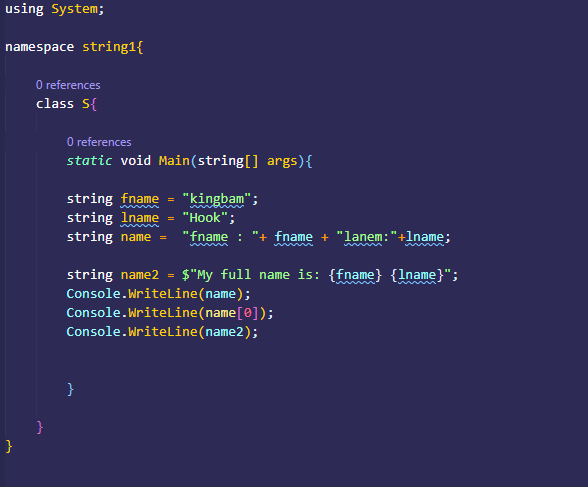 using System;
namespace string1{
0 references
class S{
0 references
static void Main(string[] args){
string fname = "kingbam";
string lname = "Hook";
string name =  "fname : "+ fname + "lanem:"+lname;
string name2 = $"My full name is: {fname} {lname}";
Console.WriteLine(name);
Console.WriteLine(name[0]);
Console.WriteLine(name2);
}
}
}